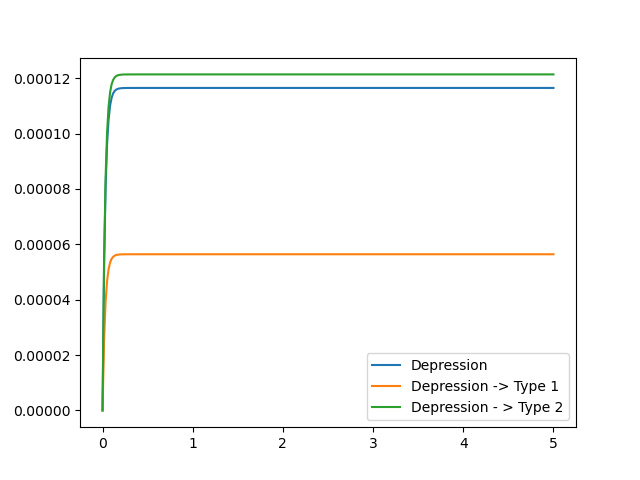 0.00012
0.00010
0.00008
0.00006
0.00004
0.00002
0.00000
0 1 2 3 4 5
Depression
Depression -> Type 1
Depression - > Type 2